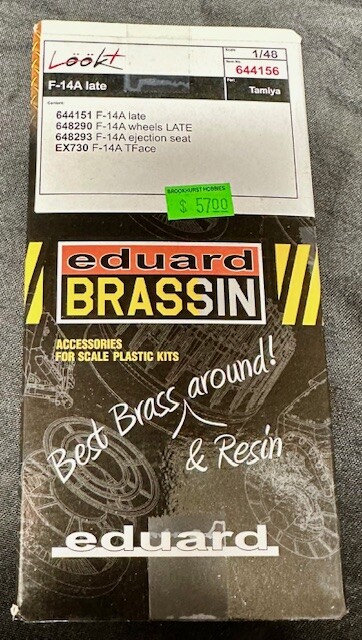 Löök+
Scale
1/48
Item No.
644156
F-14A late
Part
Tamiya
Content:
644151 F-14A late
648290 F-14A wheels LATE
648293 F-14A ejection seat
EX730 F-14A TFace
BROOKHURST HOBBIES
$ 57.00
eduard
BRASSIN
ACCESSORIES
FOR SCALE PLASTIC KITS
Best Brass around!
& Resin
eduard